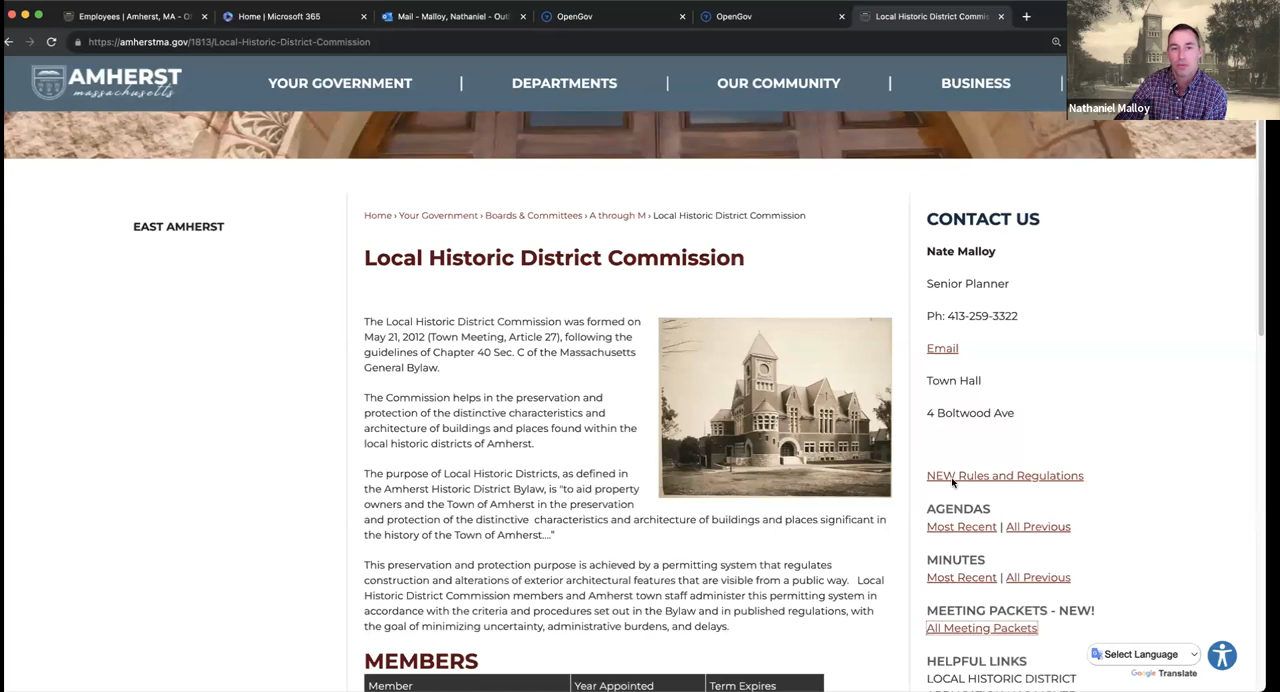 Employees | Amherst, MA - O
Home | Microsoft 365
Mail - Malloy, Nathaniel - Out
OpenGov
OpenGov
Local Historic District Commi
https://amherstma.gov/1813/Local-Historic-District-Commission
Nathaniel Malloy
AMHERST
massachusetts
YOUR GOVERNMENT | DEPARTMENTS | OUR COMMUNITY | BUSINESS |
EAST AMHERST
Home › Your Government › Boards & Committees › A through M › Local Historic District Commission
Local Historic District Commission
The Local Historic District Commission was formed on
May 21, 2012 (Town Meeting, Article 27), following the
guidelines of Chapter 40 Sec. C of the Massachusetts
General Bylaw.
The Commission helps in the preservation and
protection of the distinctive characteristics and
architecture of buildings and places found within the
local historic districts of Amherst.
The purpose of Local Historic Districts, as defined in
the Amherst Historic District Bylaw, is "to aid property
owners and the Town of Amherst in the preservation
and protection of the distinctive characteristics and architecture of buildings and places significant in
the history of the Town of Amherst...."
This preservation and protection purpose is achieved by a permitting system that regulates
construction and alterations of exterior architectural features that are visible from a public way. Local
Historic District Commission members and Amherst town staff administer this permitting system in
accordance with the criteria and procedures set out in the Bylaw and in published regulations, with
the goal of minimizing uncertainty, administrative burdens, and delays.
MEMBERS
Member Year Appointed Term Expires
CONTACT US
Nate Malloy
Senior Planner
Ph: 413-259-3322
Email
Town Hall
4 Boltwood Ave
NEW Rules and Regulations
AGENDAS
Most Recent | All Previous
MINUTES
Most Recent | All Previous
MEETING PACKETS - NEW!
All Meeting Packets
HELPFUL LINKS
LOCAL HISTORIC DISTRICT
Select Language
Google Translate